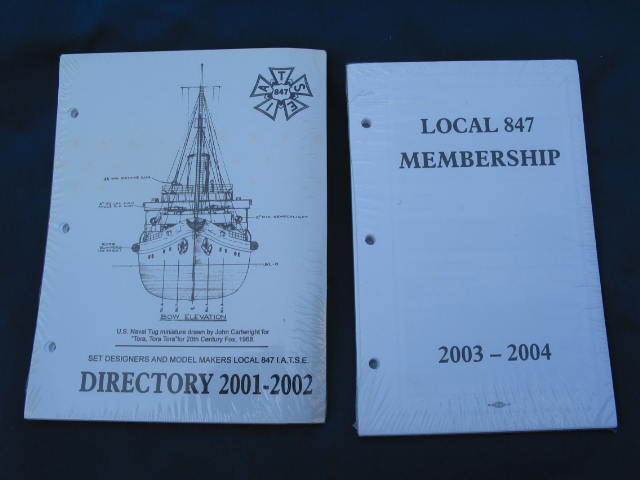 I A T S E
847
BOW ELEVATION
U.S. Naval Tug miniature drawn by John Cartwright for
"Tora, Tora Tora" for 20th Century Fox, 1968.
SET DESIGNERS AND MODEL MAKERS LOCAL 847 I.A.T.S.E.
DIRECTORY 2001-2002
LOCAL 847
MEMBERSHIP
2003 – 2004